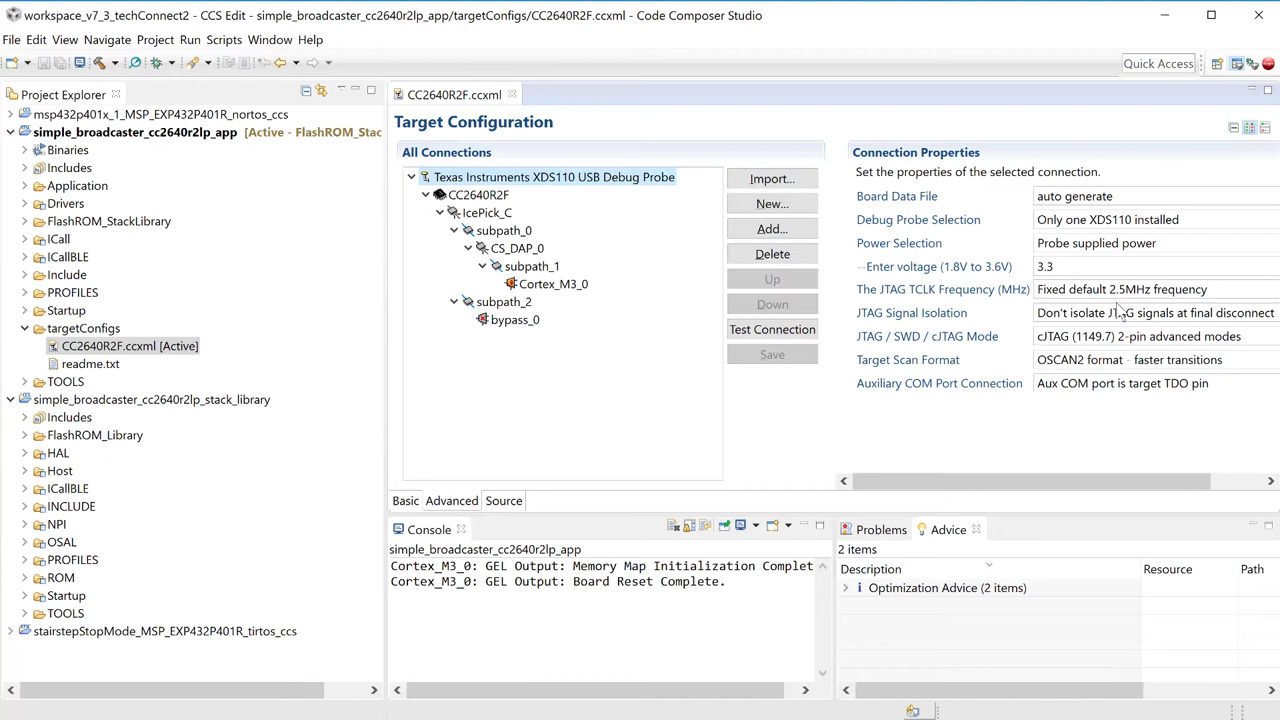 workspace_v7_3_techConnect2 - CCS Edit - simple_broadcaster_cc2640r2lp_app/targetConfigs/CC2640R2F.ccxml - Code Composer Studio
File Edit View Navigate Project Run Scripts Window Help
Quick Access
Project Explorer
msp432p401x_1_MSP_EXP432P401R_nortos_ccs
simple_broadcaster_cc2640r2lp_app [Active - FlashROM_Stac
Binaries
Includes
Application
Drivers
FlashROM_StackLibrary
ICall
ICallBLE
Include
PROFILES
Startup
targetConfigs
CC2640R2F.ccxml [Active]
readme.txt
TOOLS
simple_broadcaster_cc2640r2lp_stack_library
Includes
FlashROM_Library
HAL
Host
ICallBLE
INCLUDE
NPI
OSAL
PROFILES
ROM
Startup
TOOLS
stairstepStopMode_MSP_EXP432P401R_tirtos_ccs
CC2640R2F.ccxml
Target Configuration
All Connections
Texas Instruments XDS110 USB Debug Probe
CC2640R2F
IcePick_C
subpath_0
CS_DAP_0
subpath_1
Cortex_M3_0
subpath_2
bypass_0
Import...
New...
Add...
Delete
Up
Down
Test Connection
Save
Connection Properties
Set the properties of the selected connection.
Board Data File auto generate
Debug Probe Selection Only one XDS110 installed
Power Selection Probe supplied power
--Enter voltage (1.8V to 3.6V) 3.3
The JTAG TCLK Frequency (MHz) Fixed default 2.5MHz frequency
JTAG Signal Isolation Don't isolate JTAG signals at final disconnect
JTAG / SWD / cJTAG Mode cJTAG (1149.7) 2-pin advanced modes
Target Scan Format OSCAN2 format - faster transitions
Auxiliary COM Port Connection Aux COM port is target TDO pin
Basic Advanced Source
Console
simple_broadcaster_cc2640r2lp_app
Cortex_M3_0: GEL Output: Memory Map Initialization Complet
Cortex_M3_0: GEL Output: Board Reset Complete.
Problems Advice
2 items
Description Resource Path
Optimization Advice (2 items)